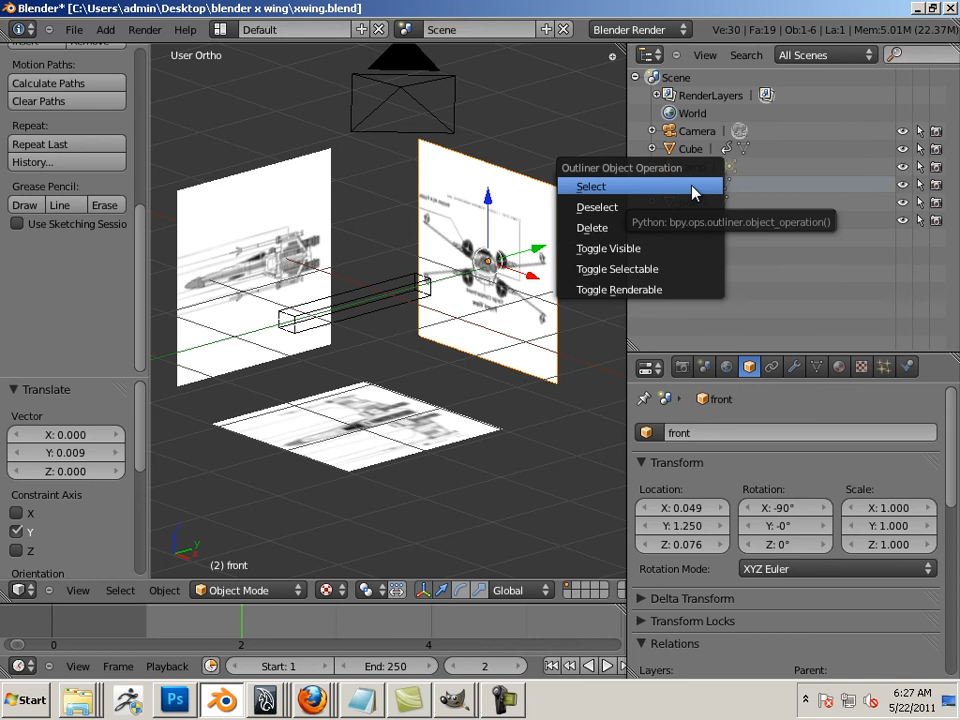 Blender* [C:\Users\admin\Desktop\blender x wing\xwing.blend]
File Add Render Help Default Scene Blender Render Ve:30 | Fa:19 | Ob:1-6 | La:1 | Mem:5.01M (22.37M)
Motion Paths:
Calculate Paths
Clear Paths
Repeat:
Repeat Last
History...
Grease Pencil:
Draw Line Erase
Use Sketching Sessio
Translate
Vector
X: 0.000
Y: 0.009
Z: 0.000
Constraint Axis
X
Y
Z
Orientation
User Ortho
(2) front
View Search All Scenes
Scene
RenderLayers
World
Camera
Cube
Outliner Object Operation
Select
Deselect
Delete
Toggle Visible
Toggle Selectable
Toggle Renderable
Python: bpy.ops.outliner.object_operation()
front
front
Transform
Location: Rotation: Scale:
X: 0.049 X: -90° X: 1.000
Y: 1.250 Y: -0° Y: 1.000
Z: 0.076 Z: 0° Z: 1.000
Rotation Mode: XYZ Euler
Delta Transform
Transform Locks
Relations
Layers: Parent:
View Select Object Object Mode Global
0 2 4
View Frame Playback Start: 1 End: 250 2
Start
Ps
6:27 AM
5/22/2011